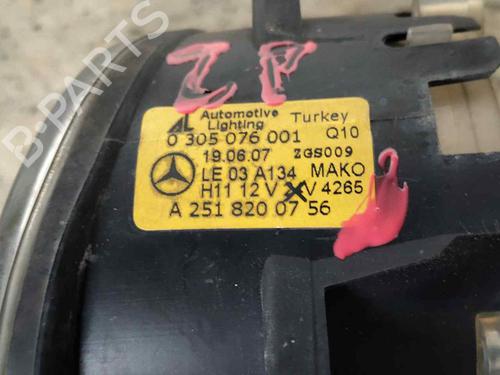 B-PARTS
ZP
AL Automotive Lighting Turkey
0 305 076 001 Q10
19.06.07 ZGS009
LE 03 A134 MAKO
H11 12 V V 4265
A 251 820 07 56